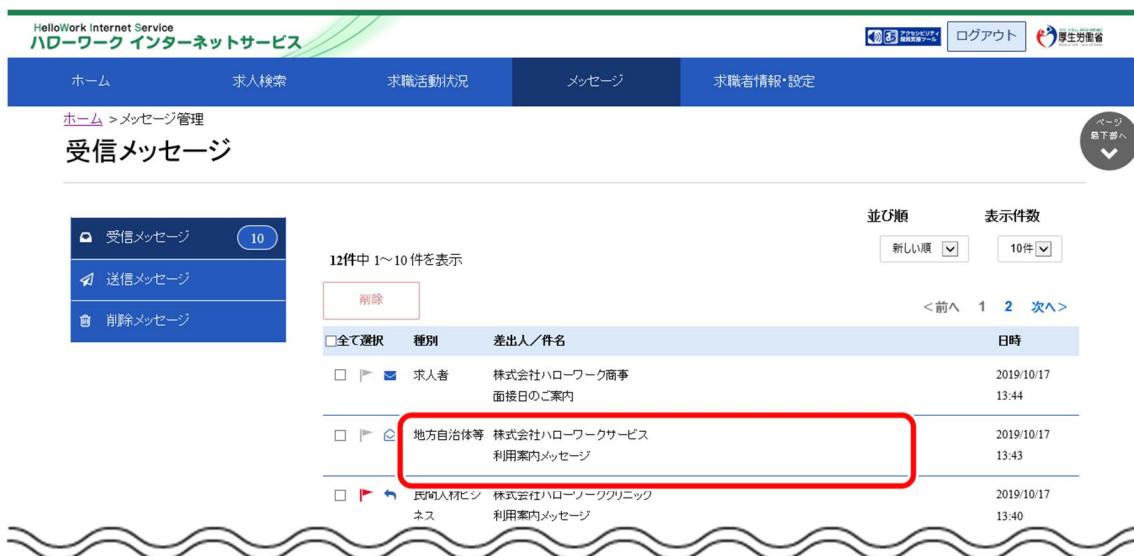 HelloWork Internet Service
ハローワーク インターネットサービス
ログアウト
厚生労働省
ホーム 求人検索 求職活動状況 メッセージ 求職者情報・設定
ホーム >メッセージ管理
ページ
最下部へ
受信メッセージ
並び順 表示件数
受信メッセージ 10
新しい順 10件
12件中 1～10 件を表示
送信メッセージ
削除
<前へ 1 2 次へ>
削除メッセージ
全て選択 種別 差出人／件名 日時
求人者 株式会社ハローワーク商事 2019/10/17
面接日のご案内 13:44
地方自治体等 株式会社ハローワークサービス 2019/10/17
利用案内メッセージ 13:43
民間人材ビジ 株式会社ハローワーククリニック 2019/10/17
ネス 利用案内メッセージ 13:40